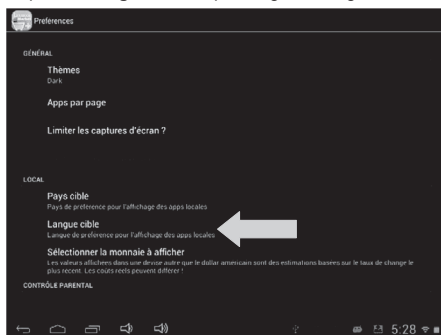 Preferences
GÉNÉRAL
Thèmes
Dark
Apps par page
Limiter les captures d'écran ?
LOCAL
Pays cible
Pays de préférence pour l'affichage des apps locales
Langue cible
Langue de préférence pour l'affichage des apps locales
Sélectionner la monnaie à afficher
Les valeurs affichées dans une devise autre que le dollar américain sont des estimations basées sur le taux de change le
plus récent. Les coûts réels peuvent différer !
CONTRÔLE PARENTAL
5:28